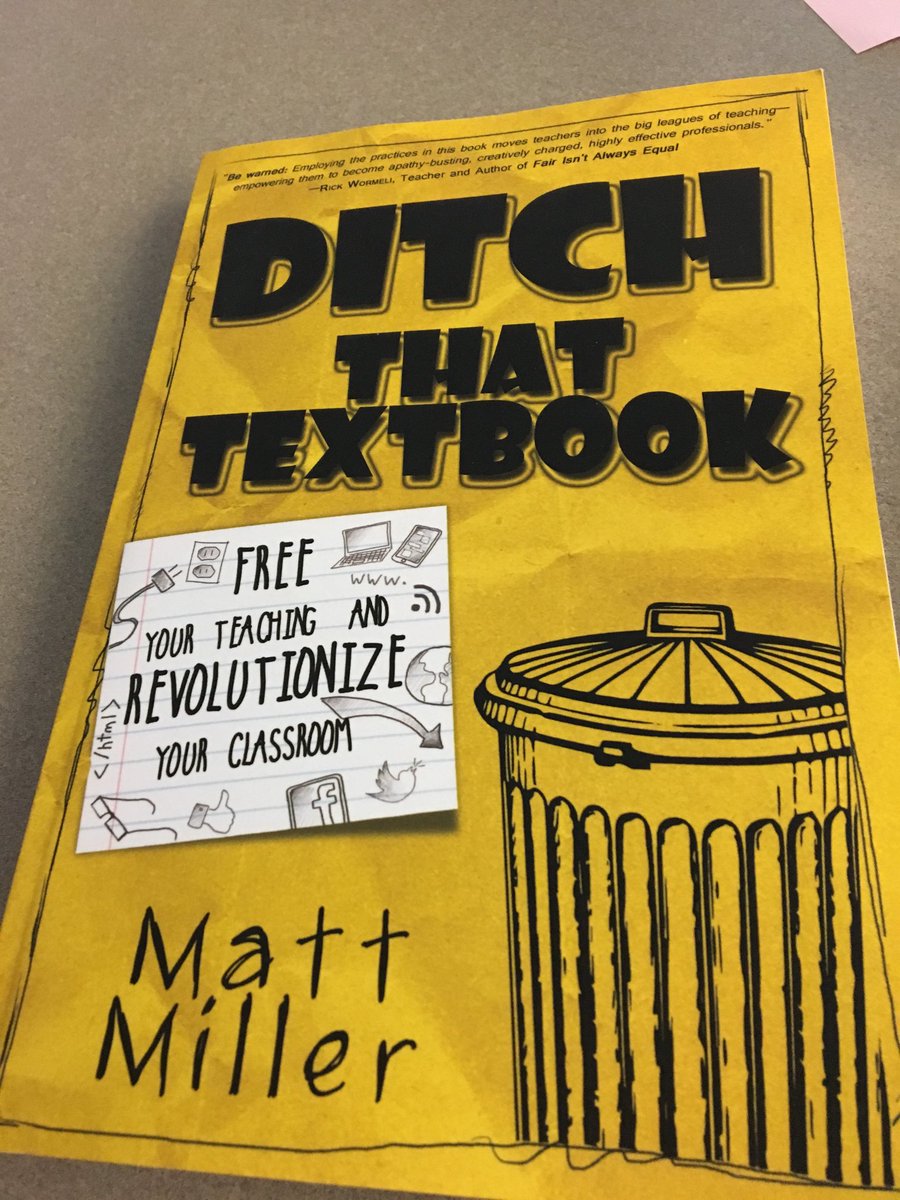 "Be warned: Employing the practices in this book moves teachers into the big leagues of teaching—
empowering them to become apathy-busting, creatively charged, highly effective professionals."
—RICK WORMELI, Teacher and Author of Fair Isn't Always Equal
DITCH
THAT
TEXTBOOK
FREE
www.
YOUR TEACHING AND
REVOLUTIONIZE
</html>
YOUR CLASSROOM
f
Matt
Miller